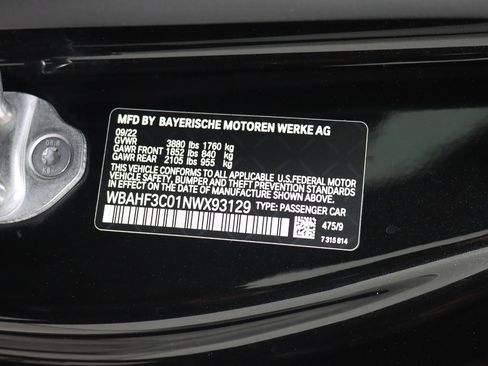 MFD BY BAYERISCHE MOTOREN WERKE AG
09/22
GVWR 3880 lbs 1760 kg
GAWR FRONT 1852 lbs 840 kg
GAWR REAR 2105 lbs 955 kg
THIS VEHICLE CONFORMS TO ALL APPLICABLE U.S.FEDERAL MOTOR
VEHICLE SAFETY, BUMPER, AND THEFT PREVENTION STANDARDS
IN EFFECT ON THE DATE OF MANUFACTURE SHOWN ABOVE.
WBAHF3C01NWX93129 TYPE: PASSENGER CAR
475/9
7 315 814